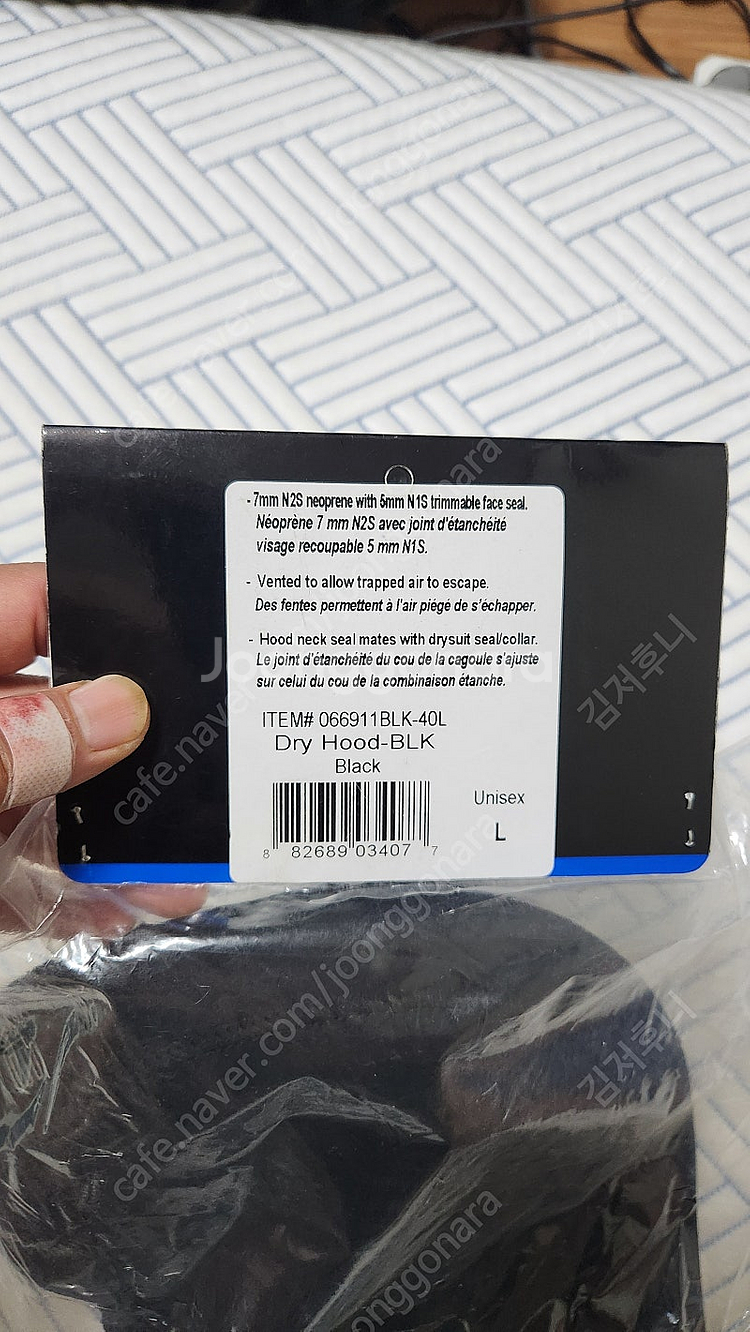 - 7mm N2S neoprene with 5mm N1S trimmable face seal.
Néoprène 7 mm N2S avec joint d'étanchéité
visage recoupable 5 mm N1S.
- Vented to allow trapped air to escape.
Des fentes permettent à l'air piégé de s'échapper.
- Hood neck seal mates with drysuit seal/collar.
Le joint d'étanchéité du cou de la cagoule s'ajuste
sur celui du cou de la combinaison étanche.
ITEM# 066911BLK-40L
Dry Hood-BLK
Black
Unisex
L
8 82689 03407 7
Joonggonara
cafe.naver.com/joonggonara
김저후니
cafe.naver.com/joonggonara
김저후니